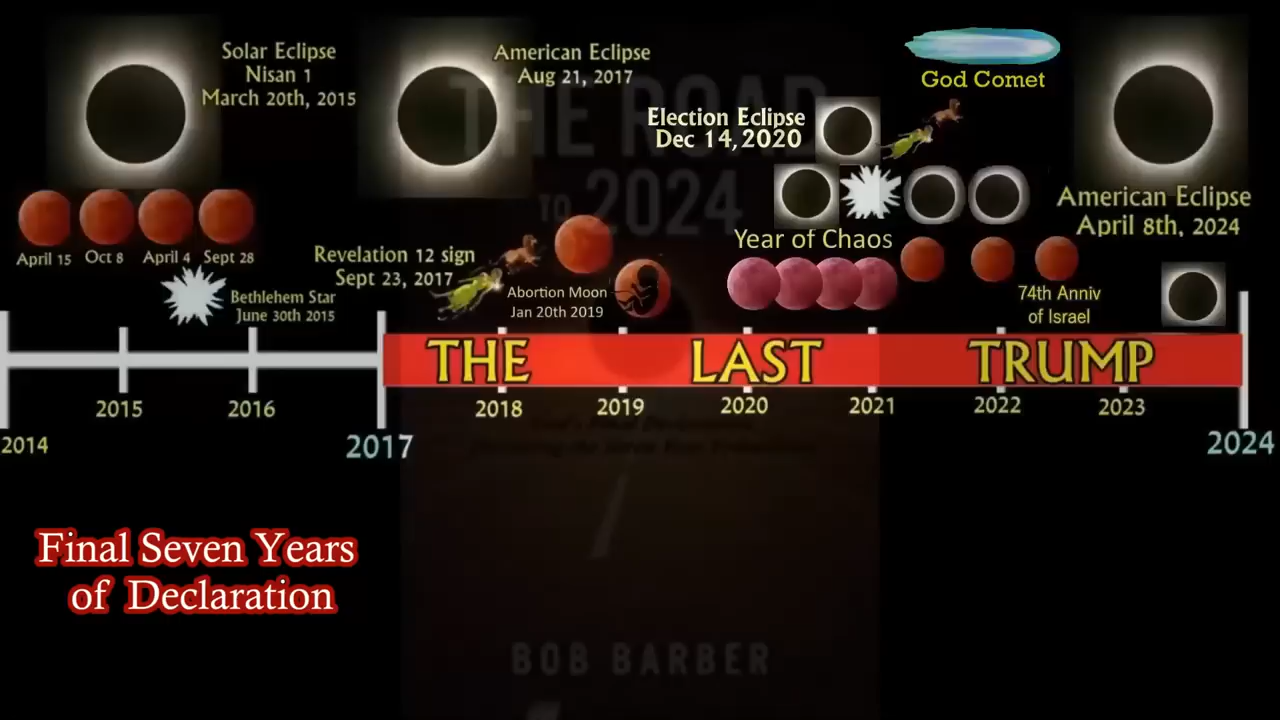 Solar Eclipse
Nisan 1
March 20th, 2015
American Eclipse
Aug 21, 2017
God Comet
Election Eclipse
Dec 14, 2020
THE ROAD
TO 2024
American Eclipse
April 8th, 2024
Year of Chaos
April 15
Oct 8
April 4
Sept 28
Revelation 12 sign
Sept 23, 2017
Bethlehem Star
June 30th 2015
Abortion Moon
Jan 20th 2019
74th Anniv
of Israel
THE LAST TRUMP
2014
2015
2016
2017
2018
2019
2020
2021
2022
2023
2024
Final Seven Years
of Declaration
BOB BARBER